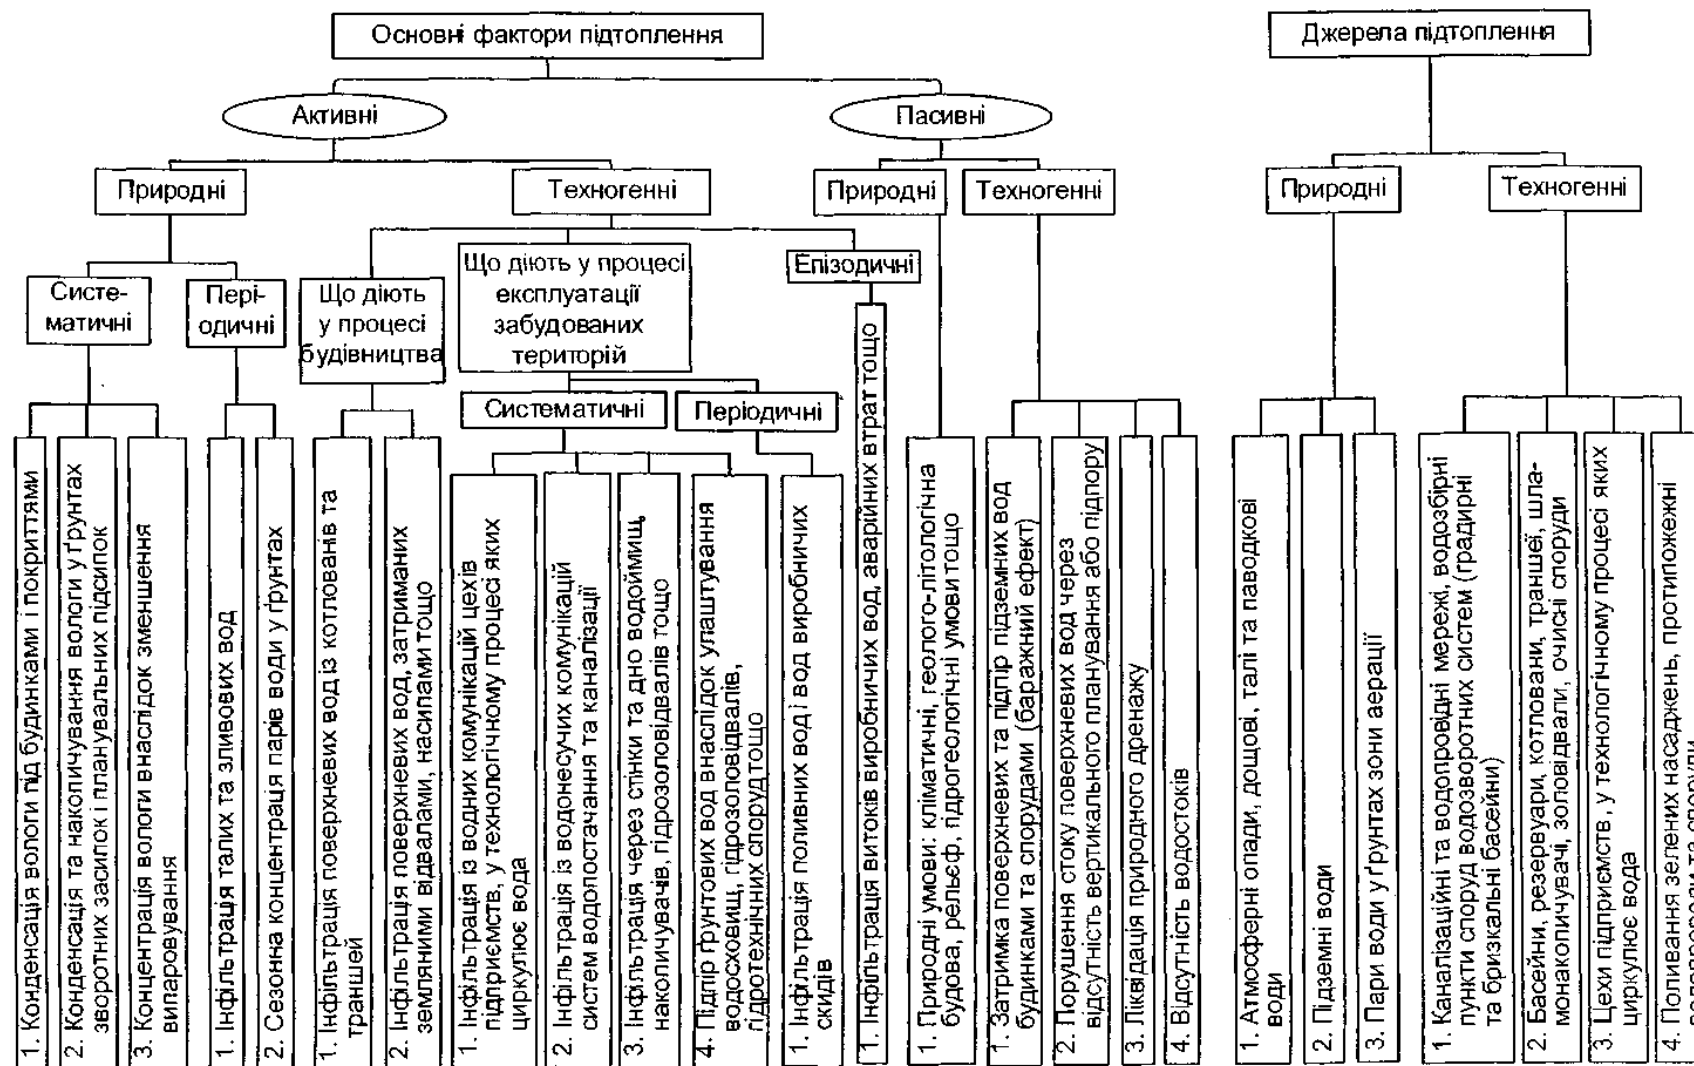 Основні фактори підтоплення
Джерела підтоплення
Активні
Пасивні
Природні
Техногенні
Природні
Техногенні
Природні
Техногенні
Систе-
матичні
Пері-
одичні
Що діють
у процесі
будівництва
Що діють у процесі
експлуатації
забудованих
територій
Епізодичні
Систематичні
Періодичні
1. Конденсація вологи під будинками і покриттями
2. Конденсація та накопичування вологи у ґрунтах
зворотних засипок і планувальних підсипок
3. Концентрація вологи внаслідок зменшення
випаровування
1. Інфільтрація талих та зливових вод
2. Сезонна концентрація парів води у ґрунтах
1. Інфільтрація поверхневих вод із котлованів та
траншей
2. Інфільтрація поверхневих вод, затриманих
земляними відвалами, насипами тощо
1. Інфільтрація із водних комунікацій цехів
підприємств, у технологічному процесі яких
циркулює вода
2. Інфільтрація із водонесучих комунікацій
систем водопостачання та каналізації
3. Інфільтрація через стінки та дно водоймищ,
накопичувачів, гідрозоловідвалів тощо
4. Підпір ґрунтових вод внаслідок улаштування
водосховищ, гідрозоловідвалів,
гідротехнічних споруд тощо
1. Інфільтрація поливних вод і вод виробничих
скидів
1. Інфільтрація витоків виробничих вод, аварійних втрат тощо
1. Природні умови: кліматичні, геолого-літологічна
будова, рельєф, гідрогеологічні умови тощо
1. Затримка поверхневих та підпір підземних вод
будинками та спорудами (баражний ефект)
2. Порушення стоку поверхневих вод через
відсутність вертикального планування або підпору
3. Ліквідація природного дренажу
4. Відсутність водостоків
1. Атмосферні опади, дощові, талі та паводкові
води
2. Підземні води
3. Пари води у ґрунтах зони аерації
1. Каналізаційні та водопровідні мережі, водозбірні
пункти споруд водозворотних систем (градирні
та бризкальні басейни)
2. Басейни, резервуари, котловани, траншеї, шла-
монакопичувачі, золовідвали, очисні споруди
3. Цехи підприємств, у технологічному процесі яких
циркулює вода
4. Поливання зелених насаджень, протипожежні